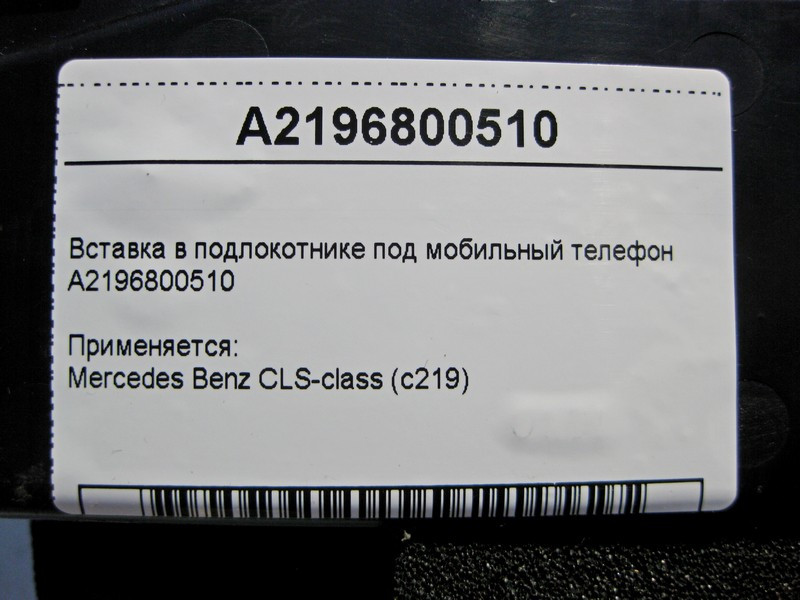 A2196800510
Вставка в подлокотнике под мобильный телефон
A2196800510
Применяется:
Mercedes Benz CLS-class (c219)